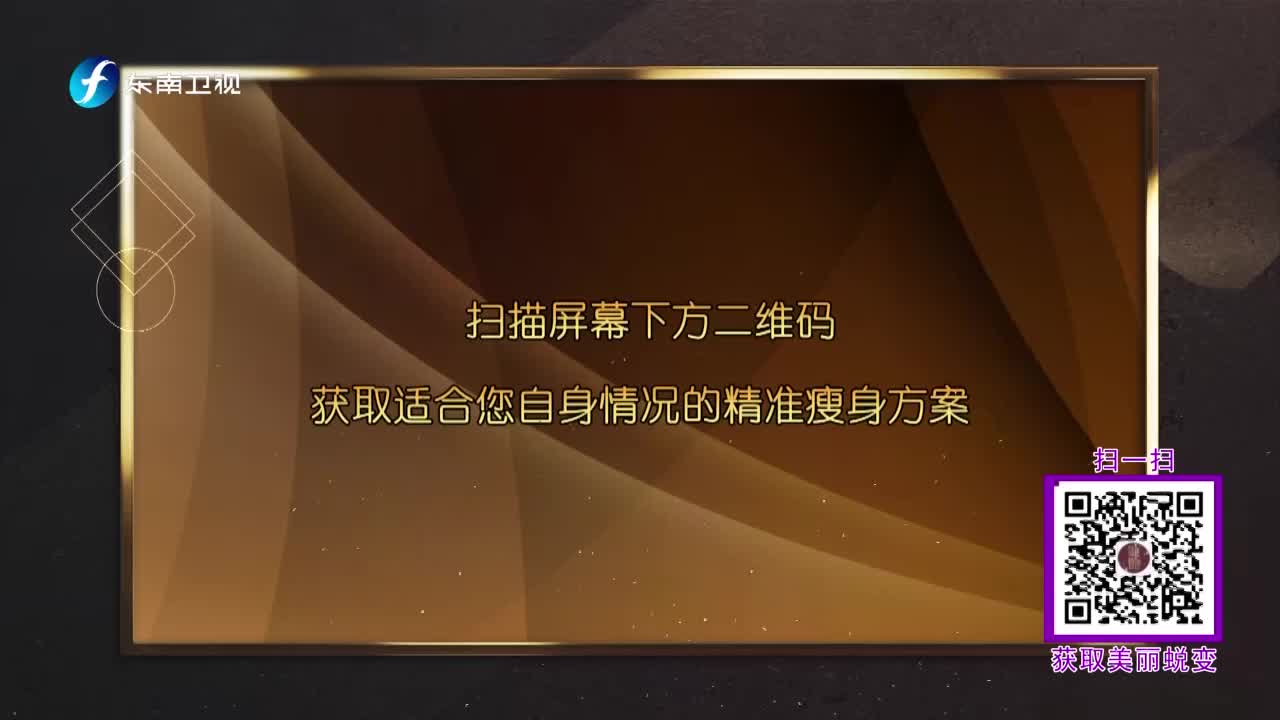 东南卫视
扫描屏幕下方二维码
获取适合您自身情况的精准瘦身方案
扫一扫
获取美丽蜕变